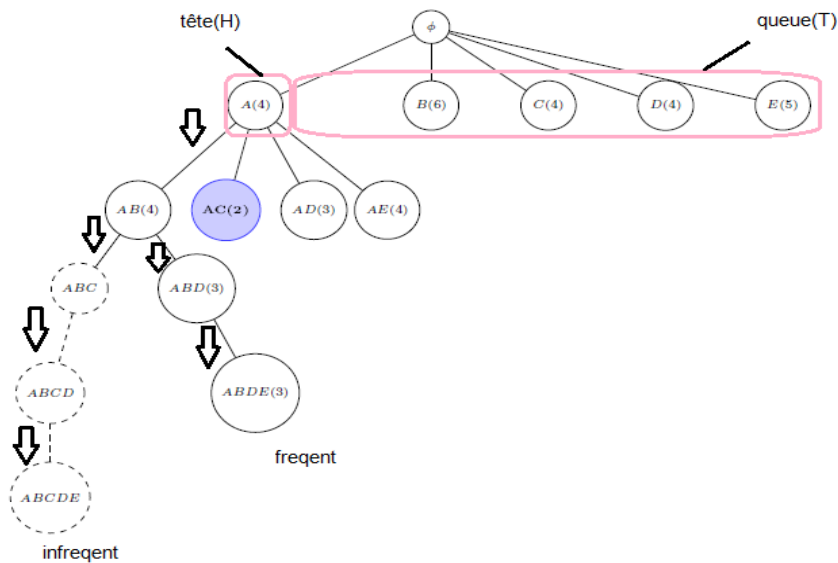 tête(H)
ϕ
queue(T)
A(4)
B(6)
C(4)
D(4)
E(5)
AB(4)
AC(2)
AD(3)
AE(4)
ABC
ABD(3)
ABCD
ABDE(3)
freqent
ABCDE
infreqent